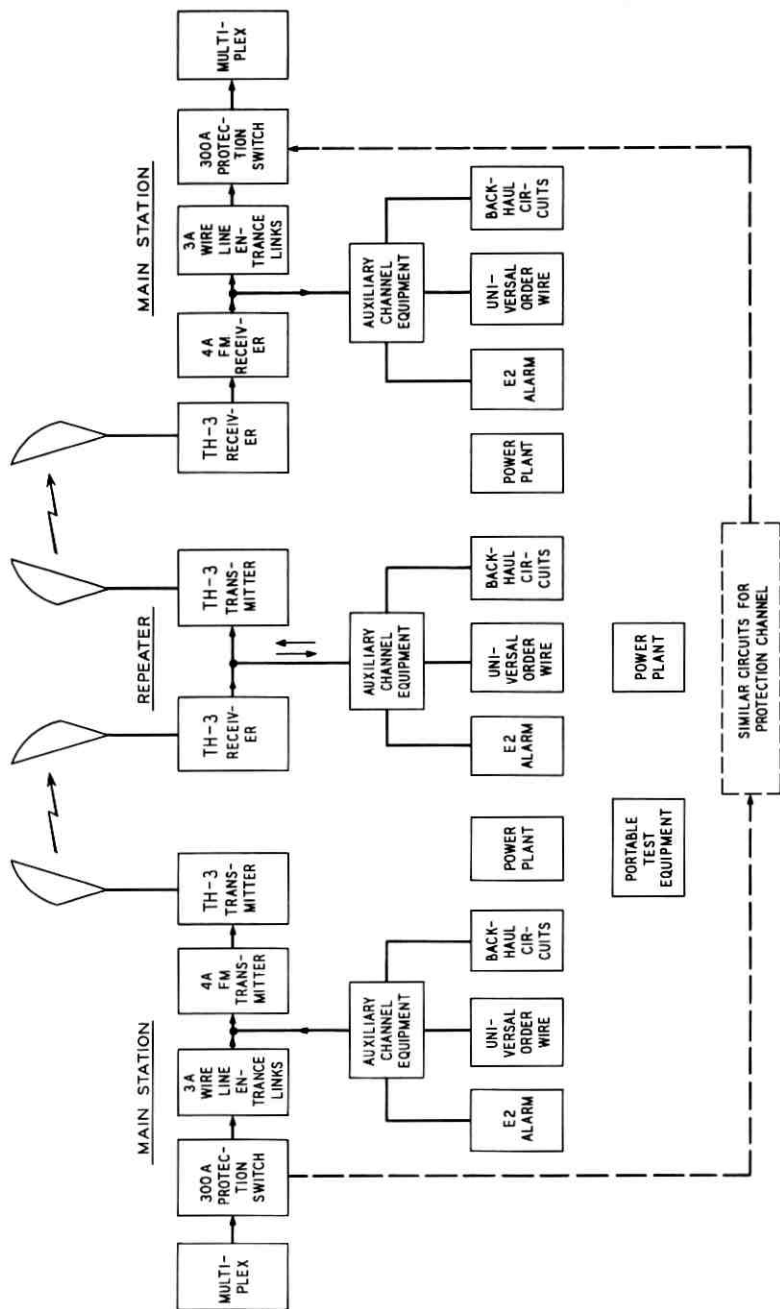 MAIN STATION
MULTI-
PLEX
300A
PROTEC-
TION
SWITCH
3A
WIRE
LINE
EN-
TRANCE
LINKS
4A
FM
TRANS-
MITTER
TH-3
TRANS-
MITTER
AUXILIARY
CHANNEL
EQUIPMENT
E2
ALARM
UNI-
VERSAL
ORDER
WIRE
BACK-
HAUL
CIR-
CUITS
POWER
PLANT
REPEATER
TH-3
RECEIV-
ER
TH-3
TRANS-
MITTER
AUXILIARY
CHANNEL
EQUIPMENT
E2
ALARM
UNI-
VERSAL
ORDER
WIRE
BACK-
HAUL
CIR-
CUITS
PORTABLE
TEST
EQUIPMENT
POWER
PLANT
MAIN STATION
TH-3
RECEIV-
ER
4A
FM
RECEIV-
ER
3A
WIRE
LINE
EN-
TRANCE
LINKS
300A
PROTEC-
TION
SWITCH
MULTI-
PLEX
AUXILIARY
CHANNEL
EQUIPMENT
POWER
PLANT
E2
ALARM
UNI-
VERSAL
ORDER
WIRE
BACK-
HAUL
CIR-
CUITS
SIMILAR CIRCUITS FOR
PROTECTION CHANNEL